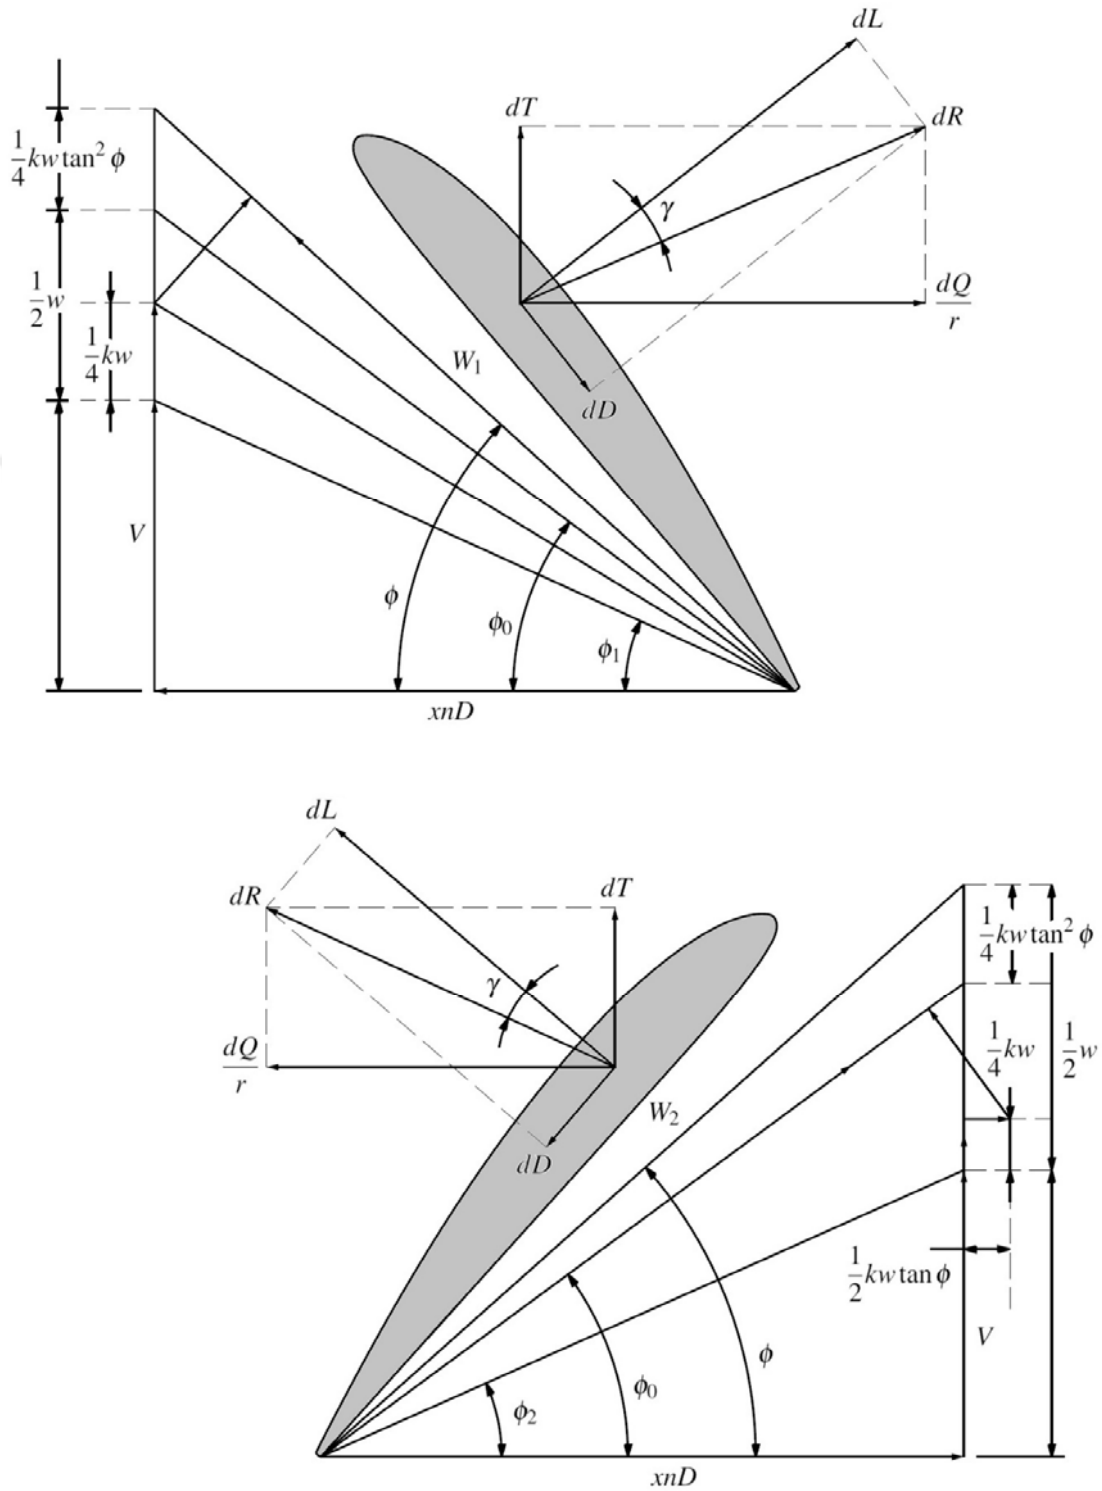 dL
dT
dR
1/4 kw tan² ϕ
γ
1/2 w
dQ/r
1/4 kw
W₁
dD
V
ϕ
ϕ₀
ϕ₁
xnD
dL
dR
dT
1/4 kw tan² ϕ
γ
dQ/r
1/4 kw
1/2 w
W₂
dD
1/2 kw tan ϕ
V
ϕ
ϕ₀
ϕ₂
xnD